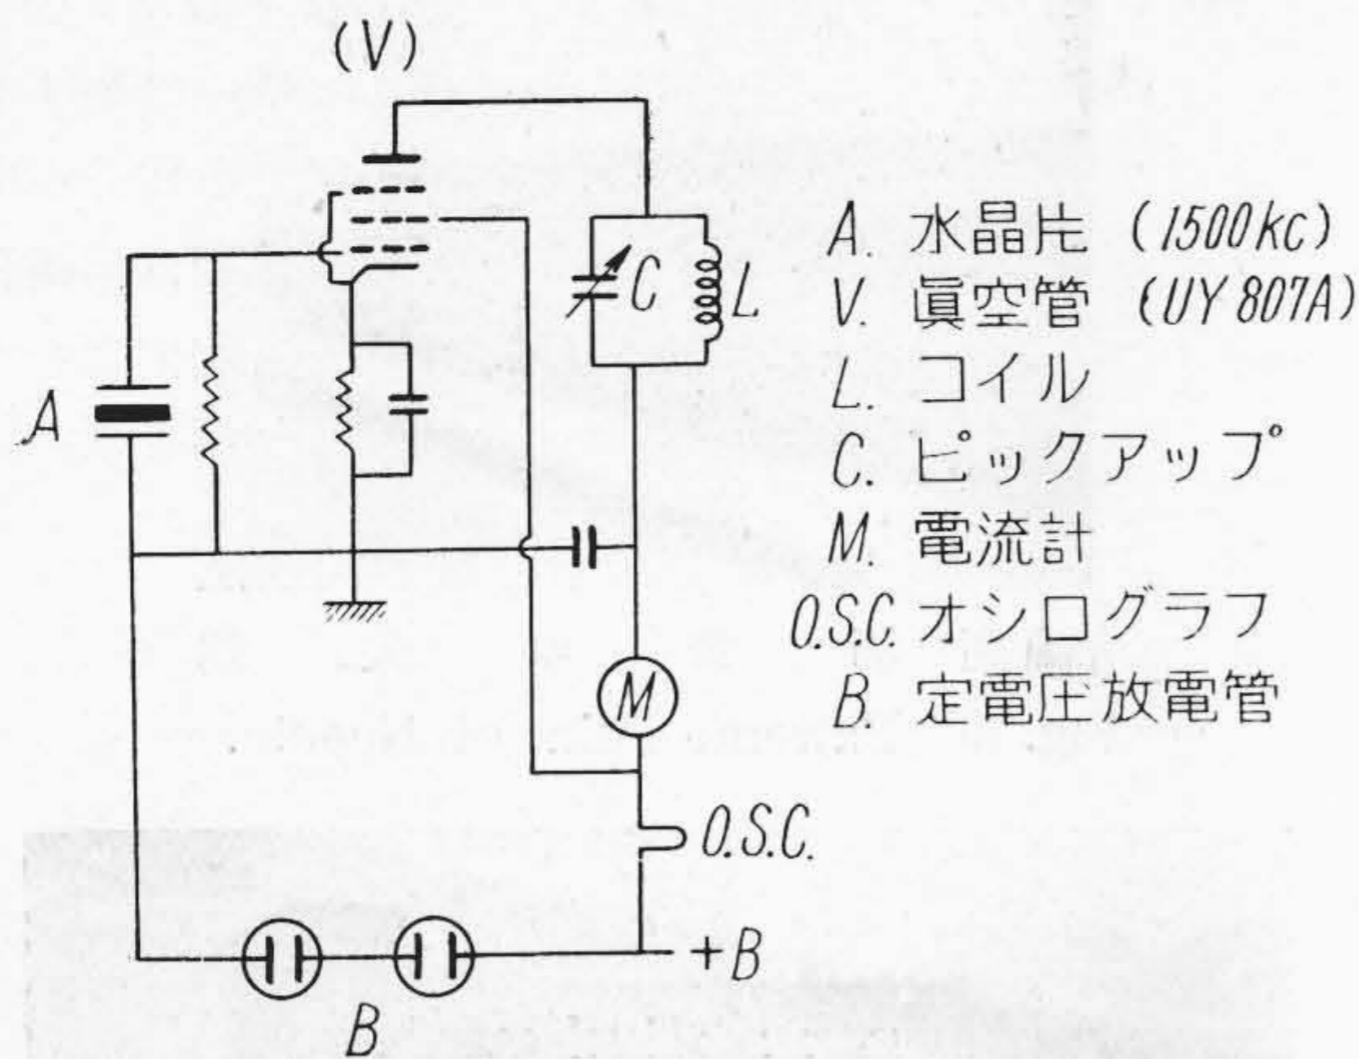 (V)
A
C
L
M
O.S.C.
+B
B
A. 水晶片 (1500kc)
V. 眞空管 (UY 807A)
L. コイル
C. ピックアップ
M. 電流計
O.S.C. オシログラフ
B. 定電圧放電管